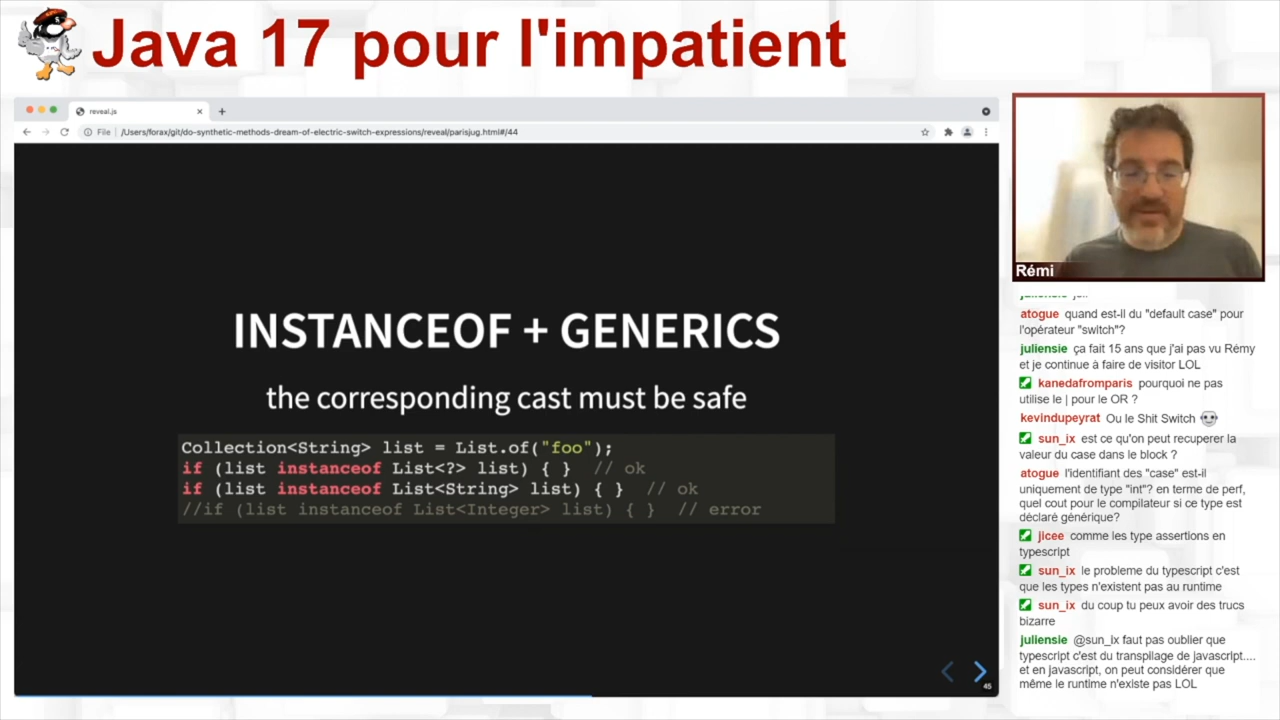 Java 17 pour l'impatient
reveal.js
File /Users/forax/git/do-synthetic-methods-dream-of-electric-switch-expressions/reveal/parisjug.html#/44
INSTANCEOF + GENERICS
the corresponding cast must be safe
Collection<String> list = List.of("foo");
if (list instanceof List<?> list) { } // ok
if (list instanceof List<String> list) { } // ok
//if (list instanceof List<Integer> list) { } // error
45
Rémi
atogue quand est-il du "default case" pour
l'opérateur "switch"?
juliensie ça fait 15 ans que j'ai pas vu Rémy
et je continue à faire de visitor LOL
kanedafromparis pourquoi ne pas
utilise le | pour le OR ?
kevindupeyrat Ou le Shit Switch
sun_ix est ce qu'on peut recuperer la
valeur du case dans le block ?
atogue l'identifiant des "case" est-il
uniquement de type "int"? en terme de perf,
quel cout pour le compilateur si ce type est
déclaré générique?
jicee comme les type assertions en
typescript
sun_ix le probleme du typescript c'est
que les types n'existent pas au runtime
sun_ix du coup tu peux avoir des trucs
bizarre
juliensie @sun_ix faut pas oublier que
typescript c'est du transpilage de javascript....
et en javascript, on peut considérer que
même le runtime n'existe pas LOL